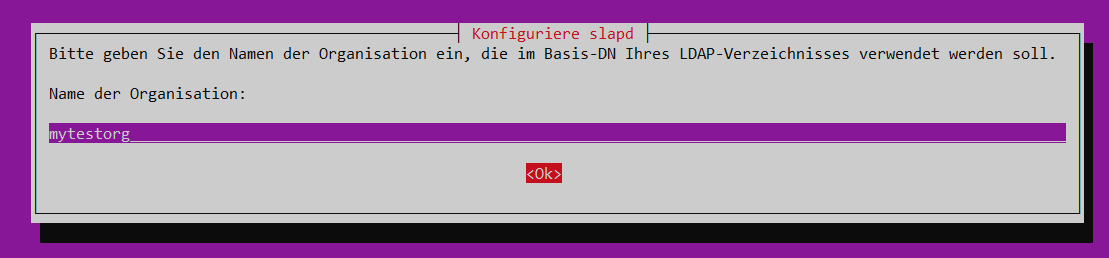 Konfiguriere slapd
Bitte geben Sie den Namen der Organisation ein, die im Basis-DN Ihres LDAP-Verzeichnisses verwendet werden soll.
Name der Organisation:
mytestorg
<Ok>